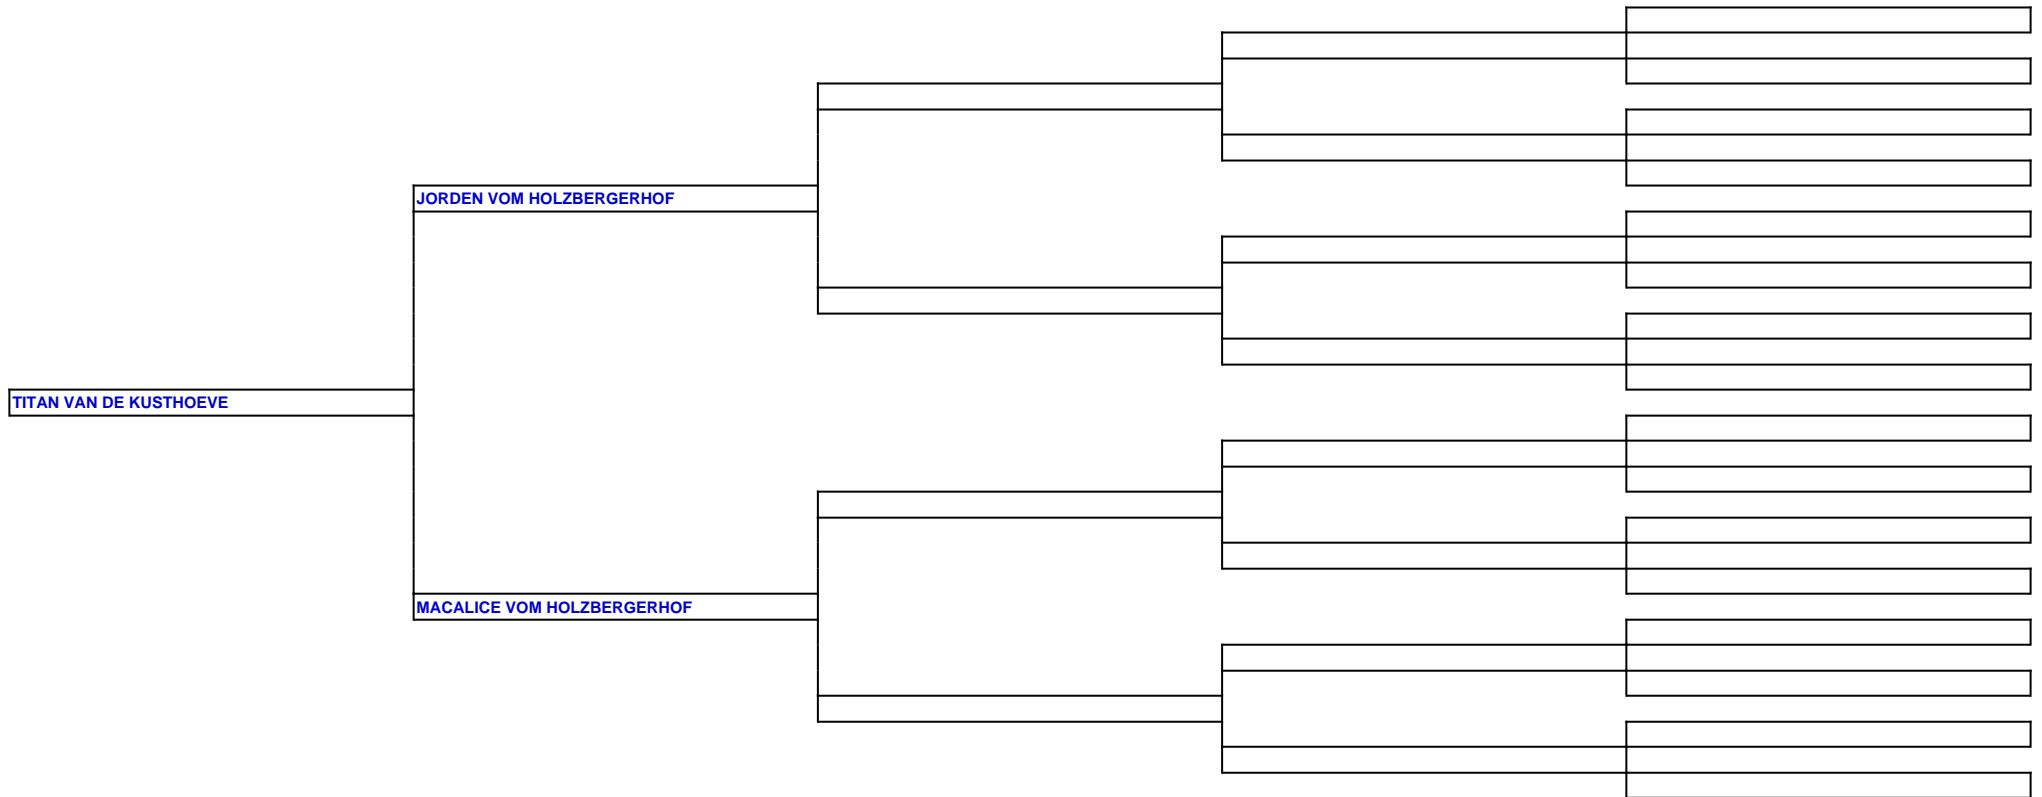 JORDEN VOM HOLZBERGERHOF
TITAN VAN DE KUSTHOEVE
MACALICE VOM HOLZBERGERHOF